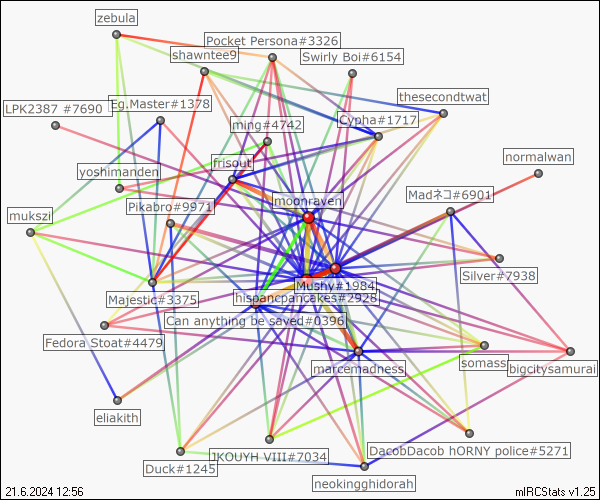 zebula
Pocket Persona#3326
shawntee9
Swirly Boi#6154
thesecondtwat
LPK2387 #7690
Eg.Master#1378
ming#4742
Cypha#1717
normalwan
frisout
yoshimanden
moonraven
Madネコ#6901
Pikabro#9971
mukszi
Silver#7938
Mushy#1984
Majestic#3375
hispancpancakes#2928
Can anything be saved#0396
Fedora Stoat#4479
marcemadness
somass
bigcitysamurai
eliakith
DacobDacob hORNY police#5271
JKOUYH VIII#7034
Duck#1245
neokingghidorah
21.6.2024 12:56
mIRCStats v1.25